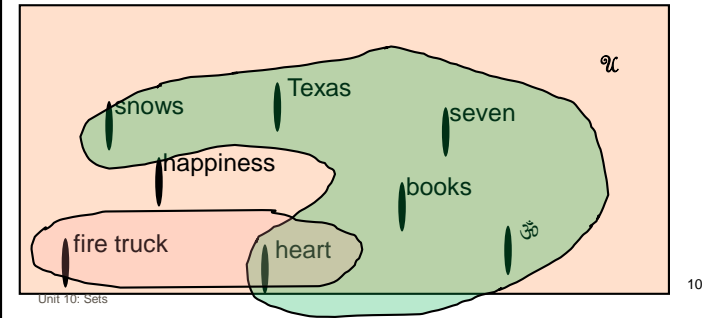 𝒰
Texas
snows
seven
happiness
books
ॐ
fire truck
heart
Unit 10: Sets
10